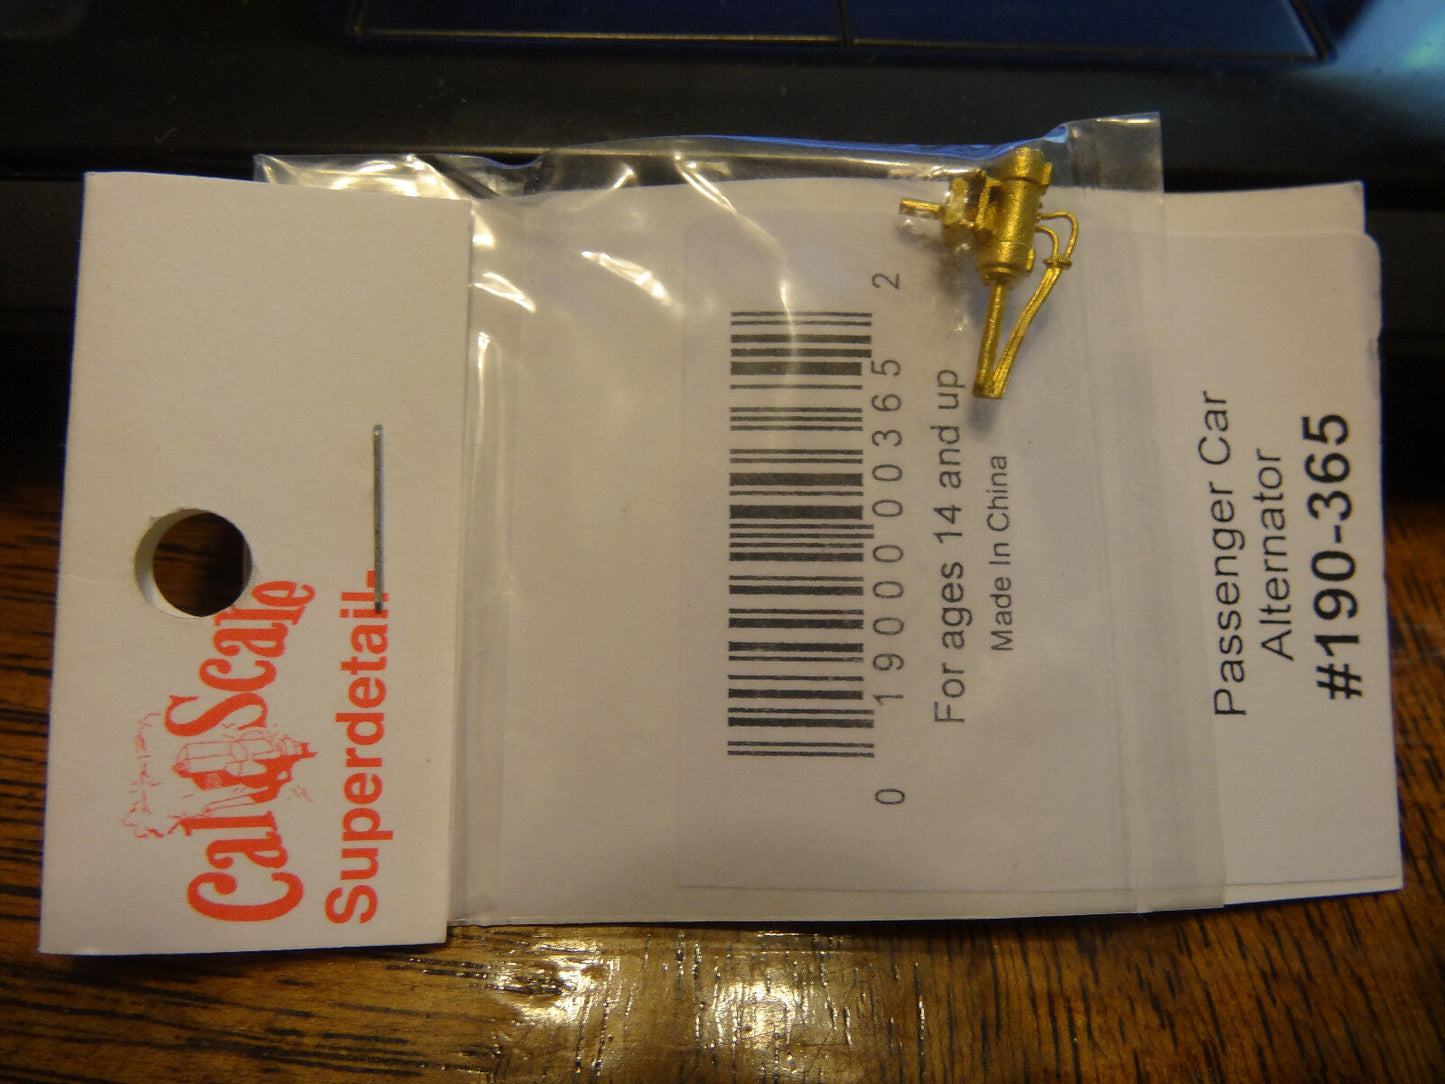 Cal Scale
Superdetail-
0 19000 00365 2
For ages 14 and up
Made In China
Passenger Car
Alternator
#190-365